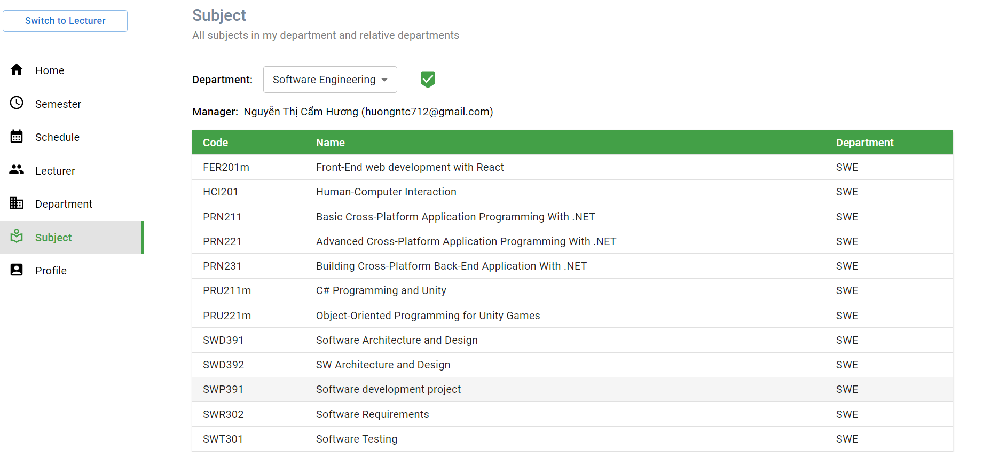 Switch to Lecturer
Home
Semester
Schedule
Lecturer
Department
Subject
Profile
Subject
All subjects in my department and relative departments
Department: Software Engineering
Manager: Nguyễn Thị Cẩm Hương (huongntc712@gmail.com)
Code Name Department
FER201m Front-End web development with React SWE
HCI201 Human-Computer Interaction SWE
PRN211 Basic Cross-Platform Application Programming With .NET SWE
PRN221 Advanced Cross-Platform Application Programming With .NET SWE
PRN231 Building Cross-Platform Back-End Application With .NET SWE
PRU211m C# Programming and Unity SWE
PRU221m Object-Oriented Programming for Unity Games SWE
SWD391 Software Architecture and Design SWE
SWD392 SW Architecture and Design SWE
SWP391 Software development project SWE
SWR302 Software Requirements SWE
SWT301 Software Testing SWE